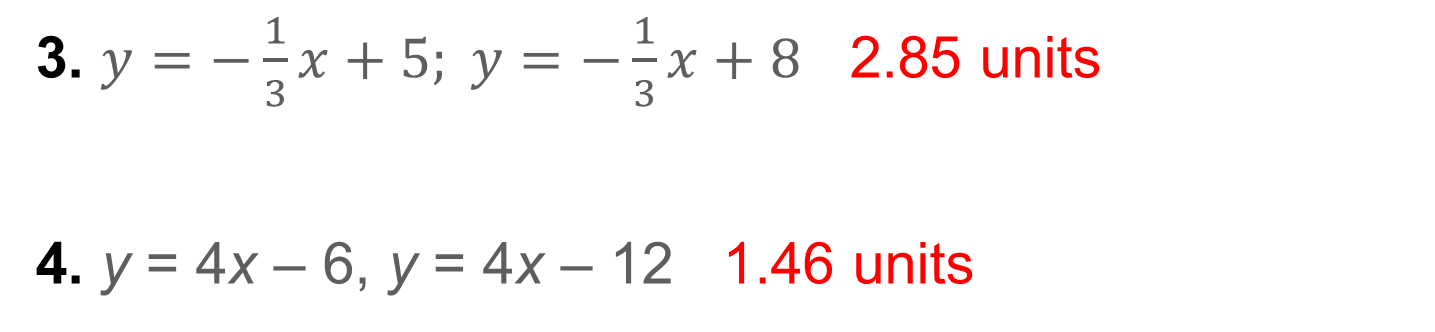 3. y = −1/3x + 5; y = −1/3x + 8 2.85 units
4. y = 4x – 6, y = 4x – 12 1.46 units